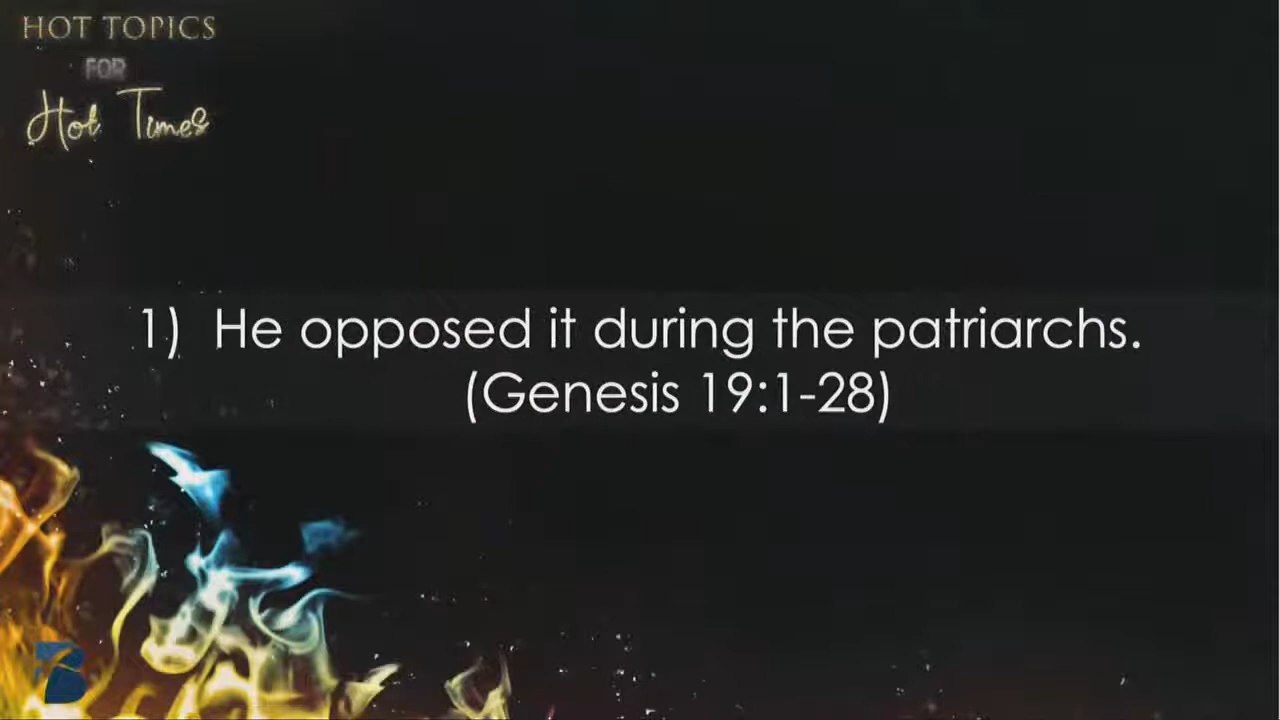 HOT TOPICS
FOR
Hot Times
1) He opposed it during the patriarchs.
(Genesis 19:1-28)